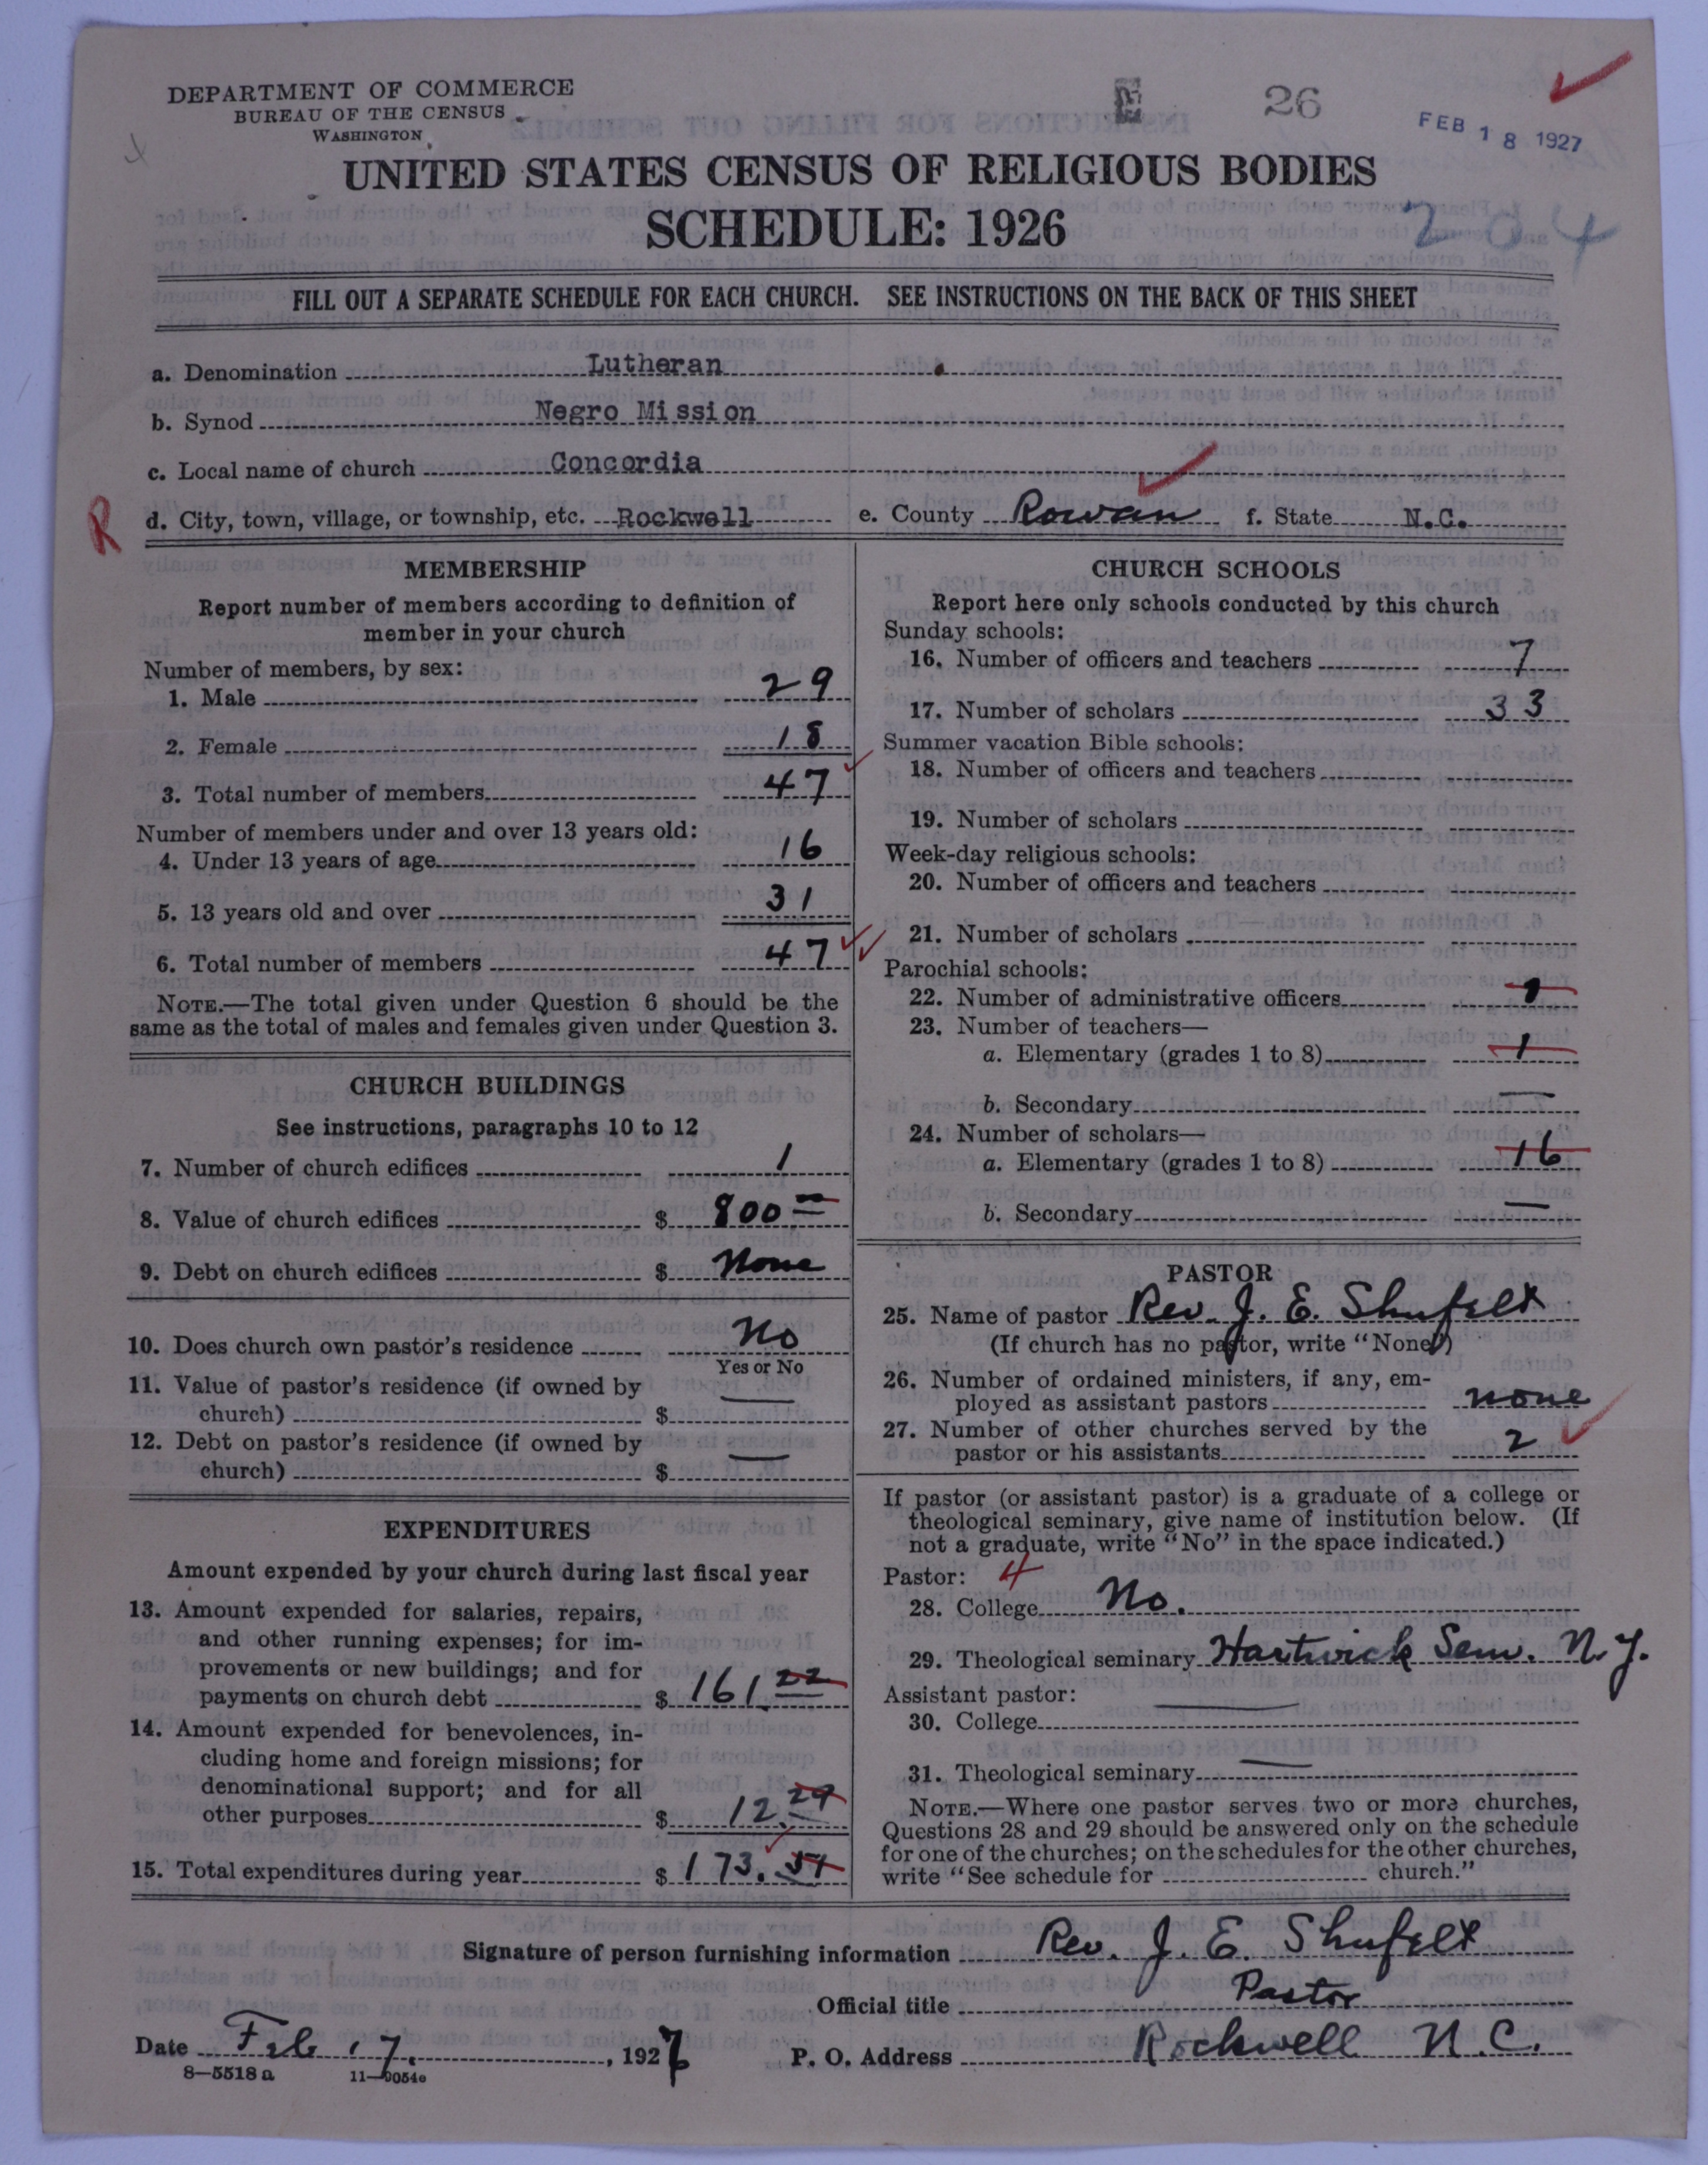 DEPARTMENT OF COMMERCE
BUREAU OF THE CENSUS
WASHINGTON
26
FEB 18 1927
UNITED STATES CENSUS OF RELIGIOUS BODIES
SCHEDULE: 1926
204
FILL OUT A SEPARATE SCHEDULE FOR EACH CHURCH. SEE INSTRUCTIONS ON THE BACK OF THIS SHEET
a. Denomination Lutheran
b. Synod Negro Mission
c. Local name of church Concordia
R d. City, town, village, or township, etc. Rockwell e. County Rowan f. State N.C.
MEMBERSHIP
Report number of members according to definition of
member in your church
Number of members, by sex:
1. Male 29
2. Female 18
3. Total number of members 47
Number of members under and over 13 years old:
4. Under 13 years of age 16
5. 13 years old and over 31
6. Total number of members 47
NOTE.—The total given under Question 6 should be the
same as the total of males and females given under Question 3.
CHURCH BUILDINGS
See instructions, paragraphs 10 to 12
7. Number of church edifices 1
8. Value of church edifices $ 800
9. Debt on church edifices $ None
10. Does church own pastor's residence No
Yes or No
11. Value of pastor's residence (if owned by
church) $ —
12. Debt on pastor's residence (if owned by
church) $ —
EXPENDITURES
Amount expended by your church during last fiscal year
13. Amount expended for salaries, repairs,
and other running expenses; for im-
provements or new buildings; and for
payments on church debt $ 161.22
14. Amount expended for benevolences, in-
cluding home and foreign missions; for
denominational support; and for all
other purposes $ 12.29
15. Total expenditures during year $ 173.51
CHURCH SCHOOLS
Report here only schools conducted by this church
Sunday schools:
16. Number of officers and teachers 7
17. Number of scholars 33
Summer vacation Bible schools:
18. Number of officers and teachers
19. Number of scholars
Week-day religious schools:
20. Number of officers and teachers
21. Number of scholars
Parochial schools:
22. Number of administrative officers 1
23. Number of teachers—
a. Elementary (grades 1 to 8) 1
b. Secondary —
24. Number of scholars—
a. Elementary (grades 1 to 8) 16
b. Secondary —
PASTOR
25. Name of pastor Rev. J. E. Shufelt
(If church has no pastor, write "None")
26. Number of ordained ministers, if any, em-
ployed as assistant pastors none
27. Number of other churches served by the
pastor or his assistants 2
If pastor (or assistant pastor) is a graduate of a college or
theological seminary, give name of institution below. (If
not a graduate, write "No" in the space indicated.)
Pastor: 4
28. College No.
29. Theological seminary Hartwick Sem. N.Y.
Assistant pastor: —
30. College
31. Theological seminary —
NOTE.—Where one pastor serves two or more churches,
Questions 28 and 29 should be answered only on the schedule
for one of the churches; on the schedules for the other churches,
write "See schedule for church."
Signature of person furnishing information Rev. J. E. Shufelt
Official title Pastor
Date Feb 17, 1927 P. O. Address Rockwell N.C.
8—5518 a 11—9054e